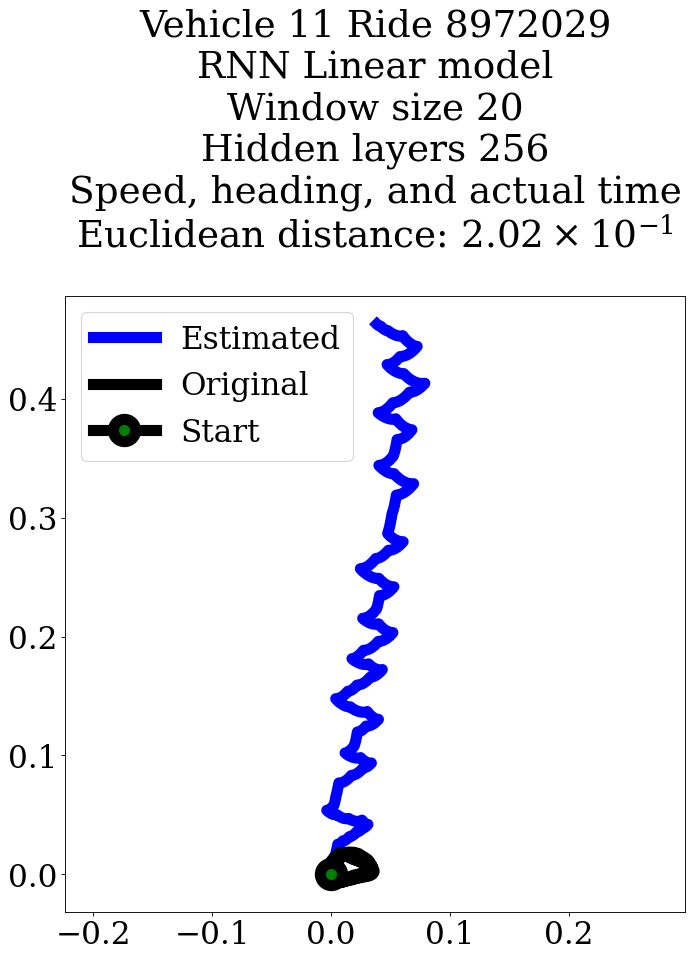 Vehicle 11 Ride 8972029
RNN Linear model
Window size 20
Hidden layers 256
Speed, heading, and actual time
Euclidean distance: 2.02 × 10⁻¹
Estimated
Original
Start
0.4
0.3
0.2
0.1
0.0
−0.2 −0.1 0.0 0.1 0.2